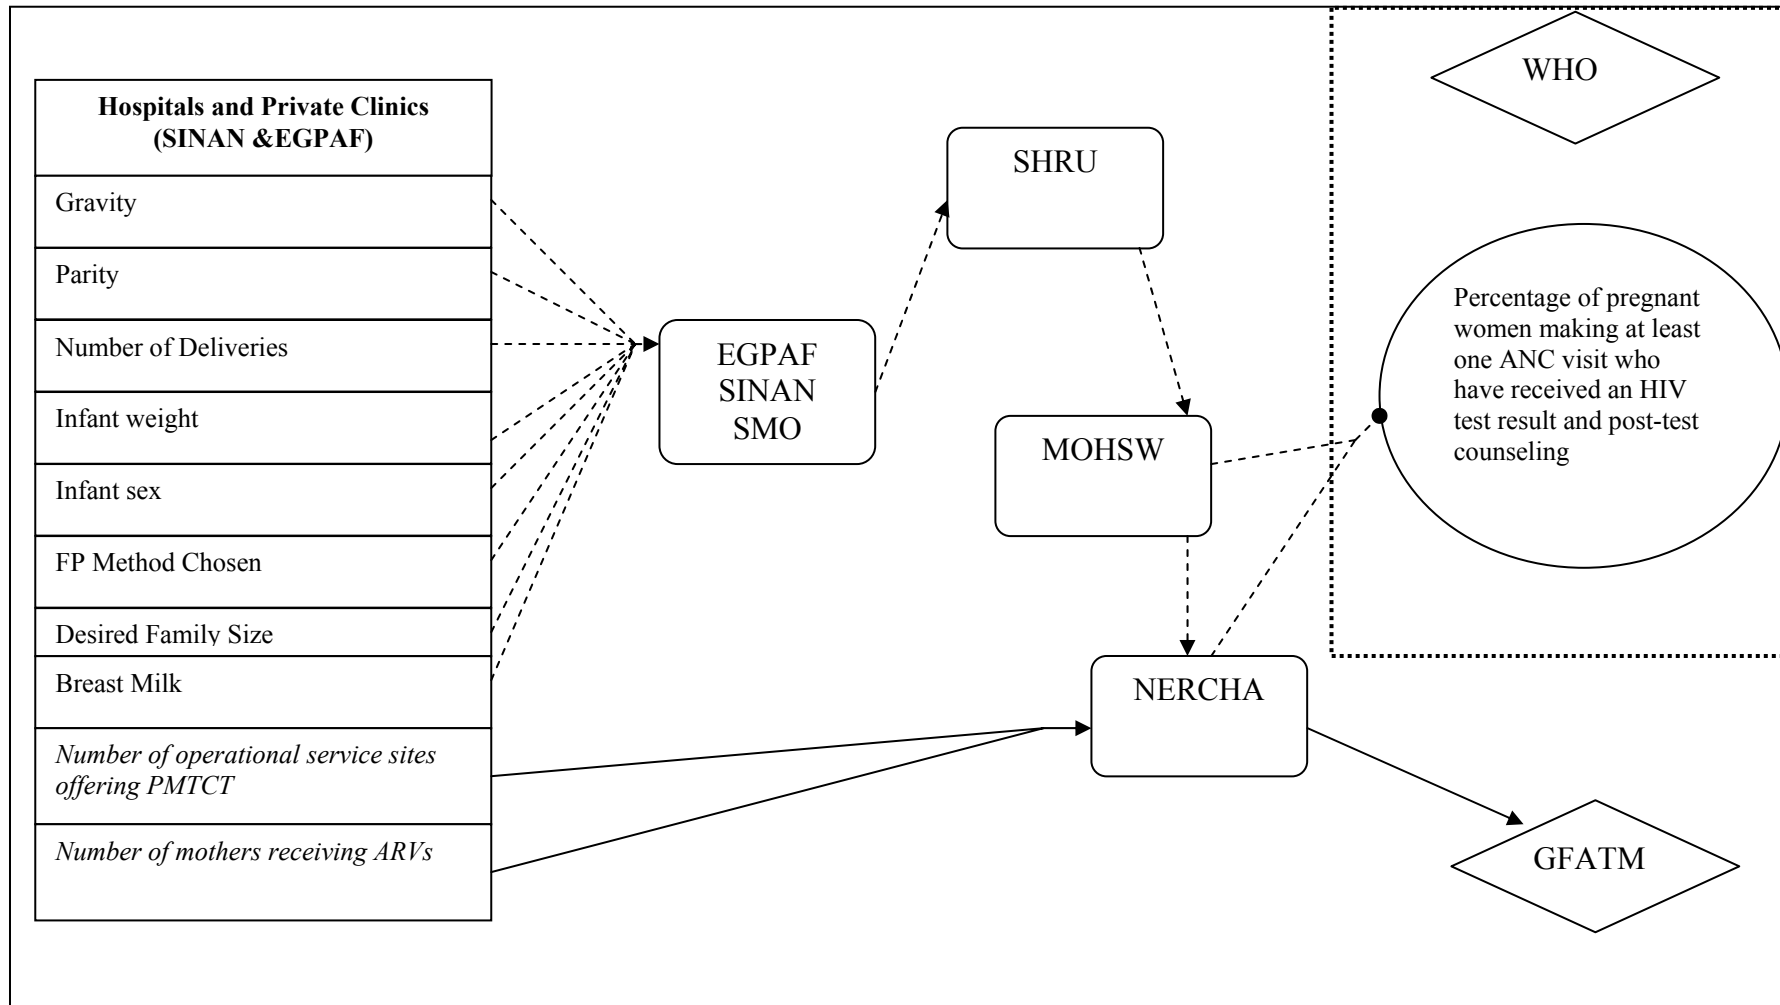 Hospitals and Private Clinics
(SINAN &EGPAF)
Gravity
Parity
Number of Deliveries
Infant weight
Infant sex
FP Method Chosen
Desired Family Size
Breast Milk
Number of operational service sites
offering PMTCT
Number of mothers receiving ARVs
EGPAF
SINAN
SMO
SHRU
MOHSW
NERCHA
WHO
Percentage of pregnant
women making at least
one ANC visit who
have received an HIV
test result and post-test
counseling
GFATM